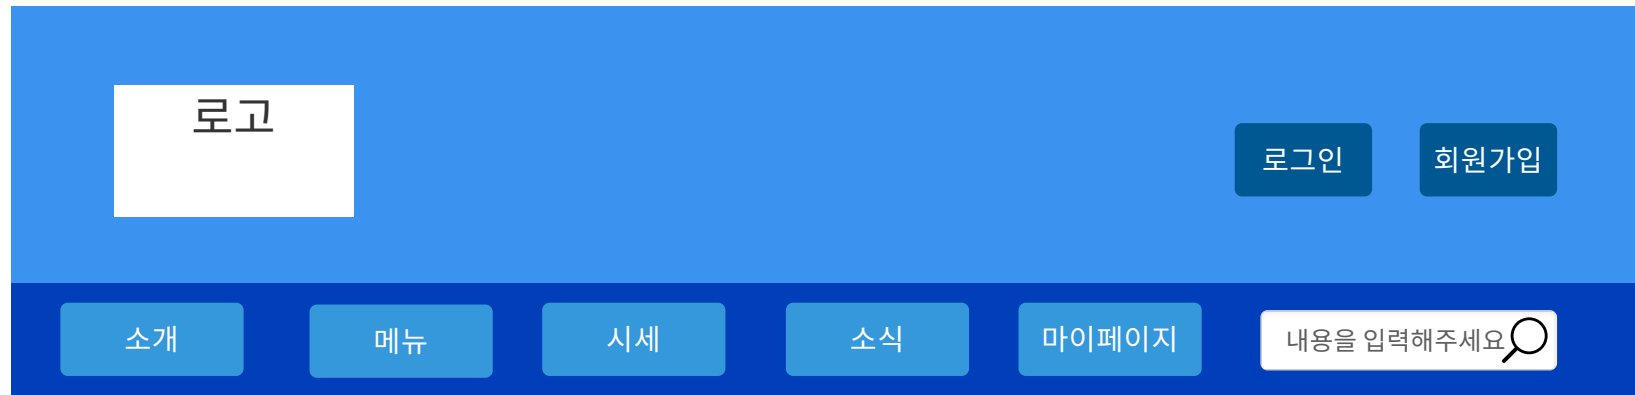 로고
로그인
회원가입
소개
메뉴
시세
소식
마이페이지
내용을 입력해주세요